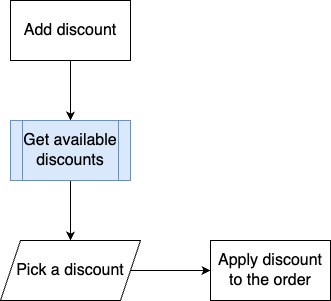 Add discount
Get available
discounts
Pick a discount
Apply discount
to the order